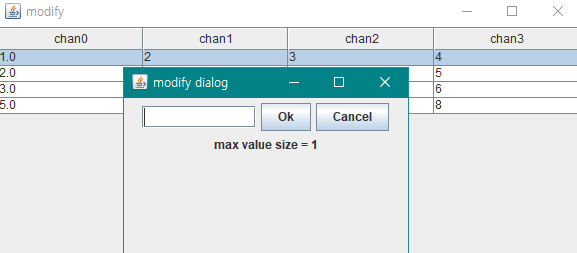 modify
chan0 chan1 chan2 chan3
1.0 2 3 4
2.0 5
3.0 6
5.0 8
modify dialog
Ok Cancel
max value size = 1